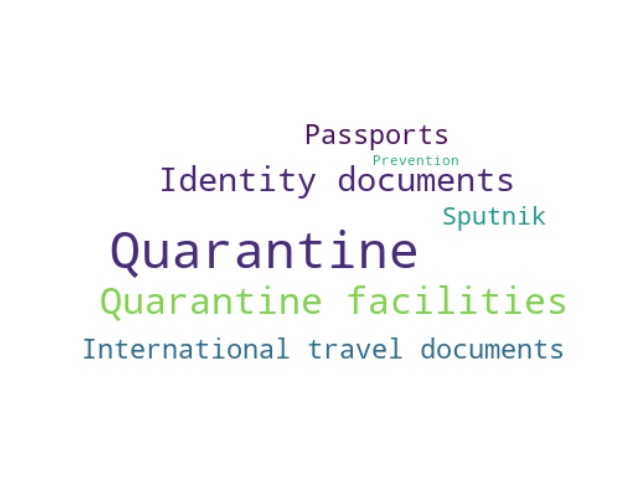 Passports
Prevention
Identity documents
Sputnik
Quarantine
Quarantine facilities
International travel documents